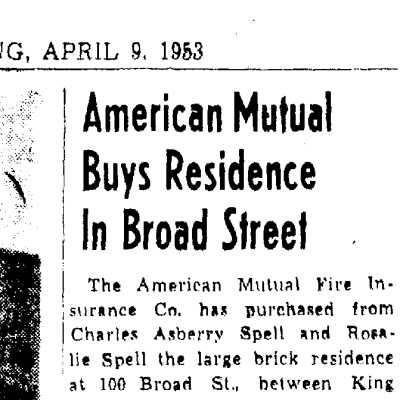 G, APRIL 9, 1953
American Mutual
Buys Residence
In Broad Street
The American Mutual Fire In-
surance Co. has purchased from
Charles Asberry Spell and Rosa-
lie Spell the large brick residence
at 100 Broad St., between King